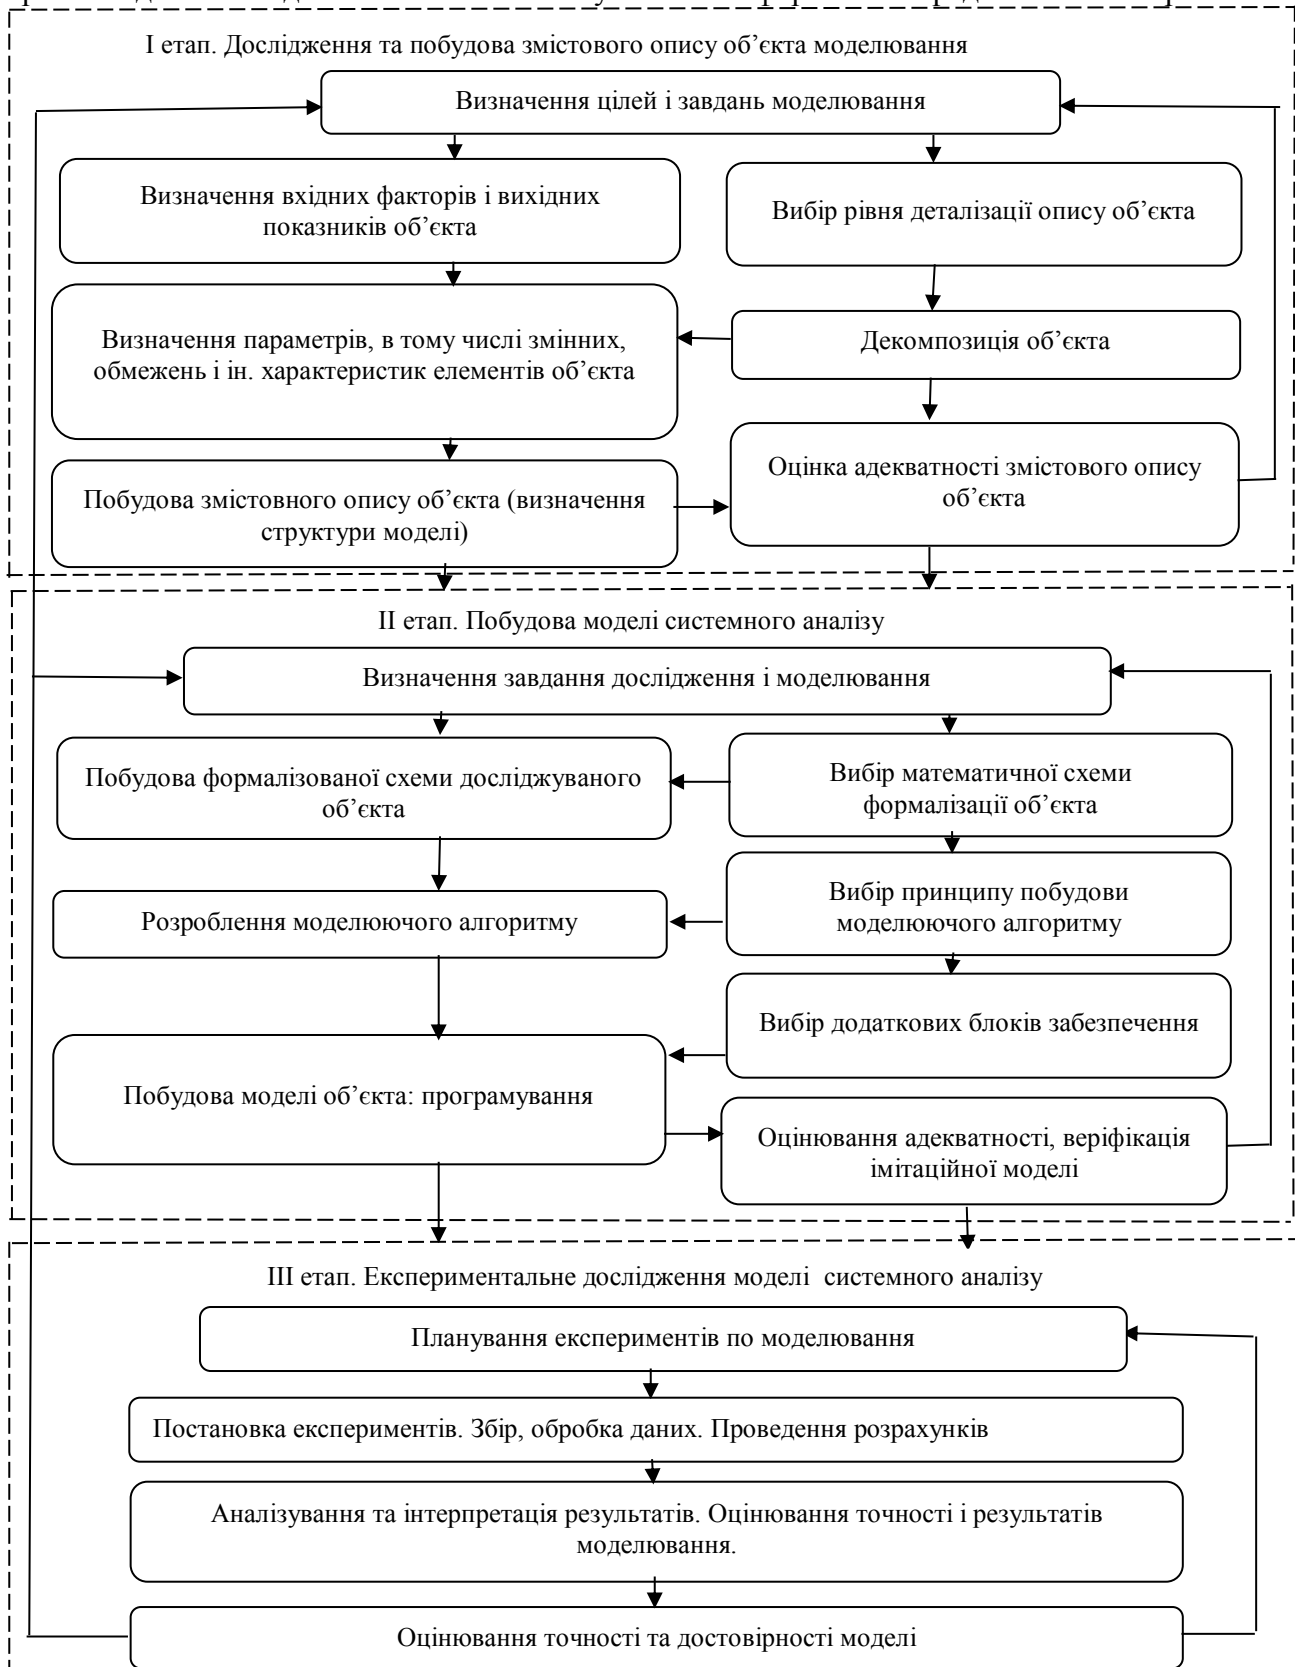 І етап. Дослідження та побудова змістового опису об’єкта моделювання
Визначення цілей і завдань моделювання
Визначення вхідних факторів і вихідних
показників об’єкта
Вибір рівня деталізації опису об’єкта
Визначення параметрів, в тому числі змінних,
обмежень і ін. характеристик елементів об’єкта
Декомпозиція об’єкта
Побудова змістовного опису об’єкта (визначення
структури моделі)
Оцінка адекватності змістового опису
об’єкта
ІІ етап. Побудова моделі системного аналізу
Визначення завдання дослідження і моделювання
Побудова формалізованої схеми досліджуваного
об’єкта
Вибір математичної схеми
формалізації об’єкта
Розроблення моделюючого алгоритму
Вибір принципу побудови
моделюючого алгоритму
Вибір додаткових блоків забезпечення
Побудова моделі об’єкта: програмування
Оцінювання адекватності, веріфікація
імітаційної моделі
ІІІ етап. Експериментальне дослідження моделі системного аналізу
Планування експериментів по моделювання
Постановка експериментів. Збір, обробка даних. Проведення розрахунків
Аналізування та інтерпретація результатів. Оцінювання точності і результатів
моделювання.
Оцінювання точності та достовірності моделі